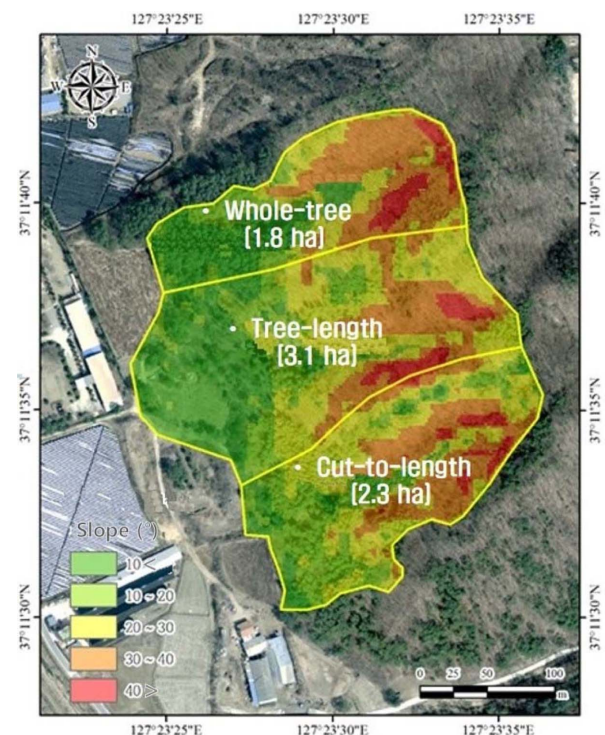 127°23'25"E 127°23'30"E 127°23'35"E
N
W E
S
37°11'40"N 37°11'40"N
Whole-tree
[1.8 ha]
Tree-length
[3.1 ha]
37°11'35"N 37°11'35"N
Cut-to-length
[2.3 ha]
Slope (°)
10 <
10 ~ 20
20 ~ 30
30 ~ 40
40 >
37°11'30"N 37°11'30"N
0 25 50 100
m
127°23'25"E 127°23'30"E 127°23'35"E